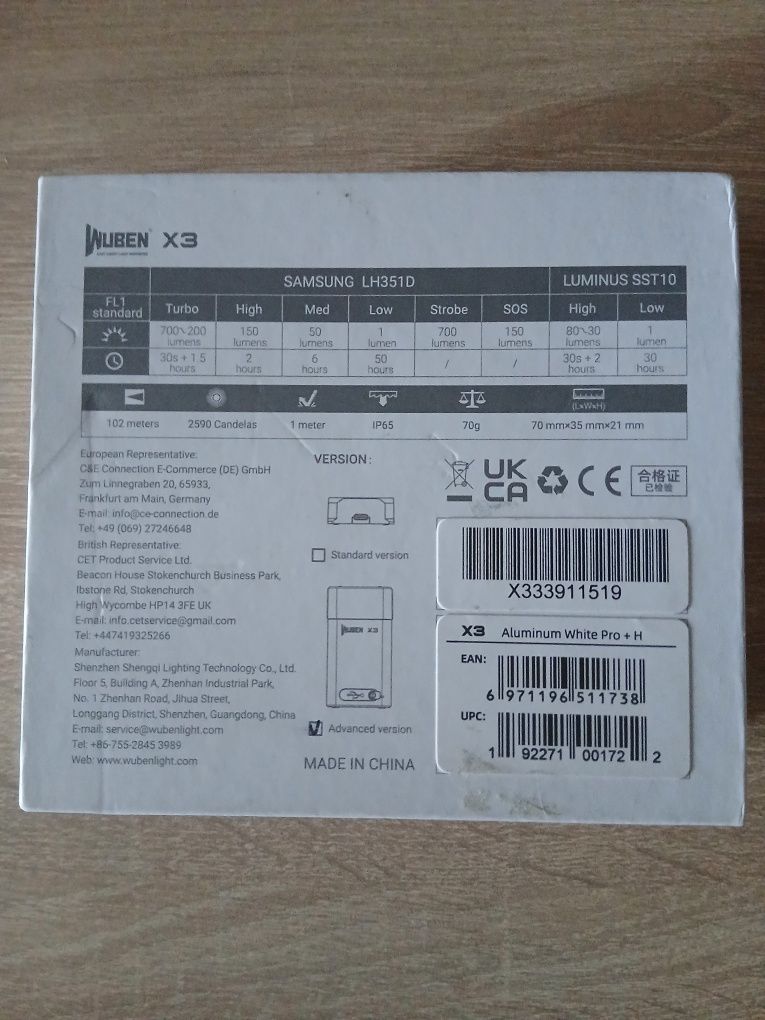 WUBEN X3
SAMSUNG LH351D LUMINUS SST10
FL1 standard Turbo High Med Low Strobe SOS High Low
700~200 lumens 150 lumens 50 lumens 1 lumen 700 lumens 150 lumens 80~30 lumens 1 lumen
30s + 1.5 hours 2 hours 6 hours 50 hours / / 30s + 2 hours 30 hours
(L×W×H)
102 meters 2590 Candelas 1 meter IP65 70g 70 mm×35 mm×21 mm
European Representative:
C&E Connection E-Commerce (DE) GmbH
Zum Linnegraben 20, 65933,
Frankfurt am Main, Germany
E-mail: info@ce-connection.de
Tel: +49 (069) 27246648
British Representative:
CET Product Service Ltd.
Beacon House Stokenchurch Business Park,
Ibstone Rd, Stokenchurch
High Wycombe HP14 3FE UK
E-mail: info.cetservice@gmail.com
Tel: +447419325266
Manufacturer:
Shenzhen Shengqi Lighting Technology Co., Ltd.
Floor 5, Building A, Zhenhan Industrial Park,
No. 1 Zhenhan Road, Jihua Street,
Longgang District, Shenzhen, Guangdong, China
E-mail: service@wubenlight.com
Tel: +86-755-2845 3989
Web: www.wubenlight.com
VERSION:
Standard version
WUBEN X3
Advanced version
MADE IN CHINA
UK
CA
CE
合格证
已检验
X333911519
X3 Aluminum White Pro + H
EAN:
6 971196 511738
UPC:
1 92271 00172 2